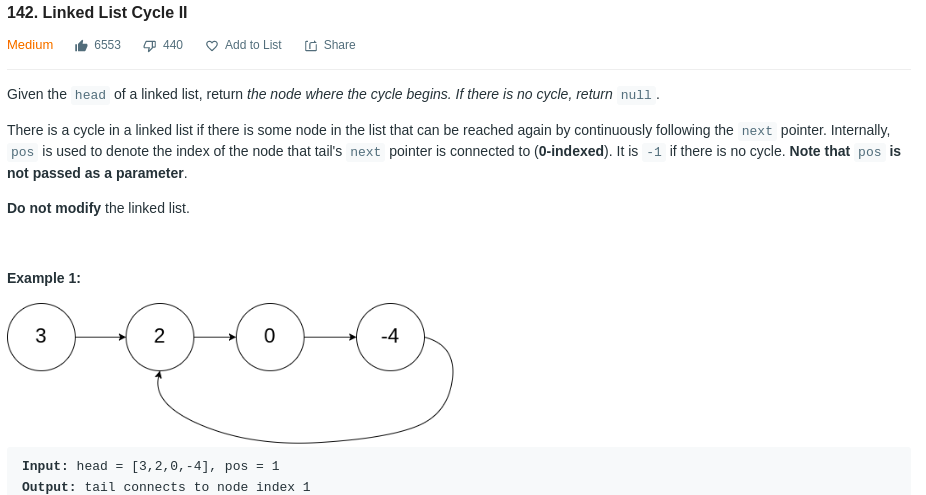 142. Linked List Cycle II
Medium 6553 440 Add to List Share
Given the head of a linked list, return the node where the cycle begins. If there is no cycle, return null .
There is a cycle in a linked list if there is some node in the list that can be reached again by continuously following the next pointer. Internally,
pos is used to denote the index of the node that tail's next pointer is connected to (0-indexed). It is -1 if there is no cycle. Note that pos is
not passed as a parameter.
Do not modify the linked list.
Example 1:
3 2 0 -4
Input: head = [3,2,0,-4], pos = 1
Output: tail connects to node index 1